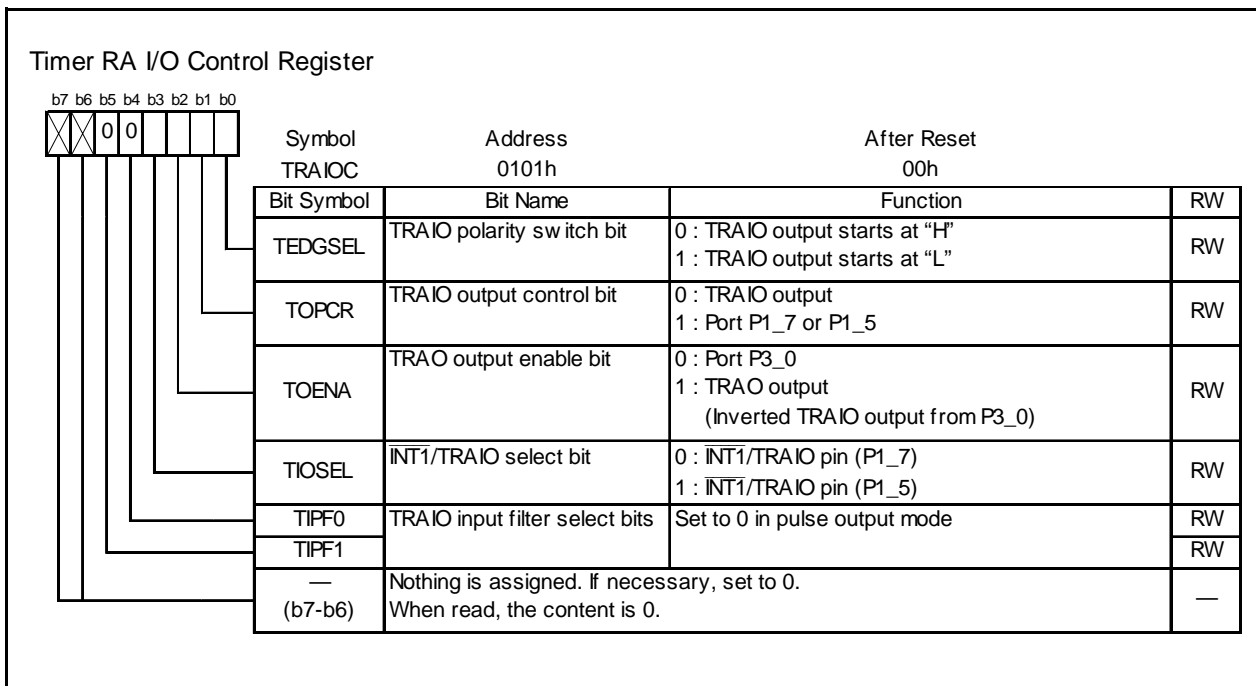 Timer RA I/O Control Register
b7 b6 b5 b4 b3 b2 b1 b0
0 0
Symbol Address After Reset
TRAIOC 0101h 00h
Bit Symbol Bit Name Function RW
TEDGSEL TRAIO polarity switch bit 0 : TRAIO output starts at “H” RW
1 : TRAIO output starts at “L”
TOPCR TRAIO output control bit 0 : TRAIO output RW
1 : Port P1_7 or P1_5
TOENA TRAO output enable bit 0 : Port P3_0 RW
1 : TRAO output
(Inverted TRAIO output from P3_0)
TIOSEL INT1/TRAIO select bit 0 : INT1/TRAIO pin (P1_7) RW
1 : INT1/TRAIO pin (P1_5)
TIPF0 TRAIO input filter select bits Set to 0 in pulse output mode RW
TIPF1 RW
— Nothing is assigned. If necessary, set to 0. —
(b7-b6) When read, the content is 0.